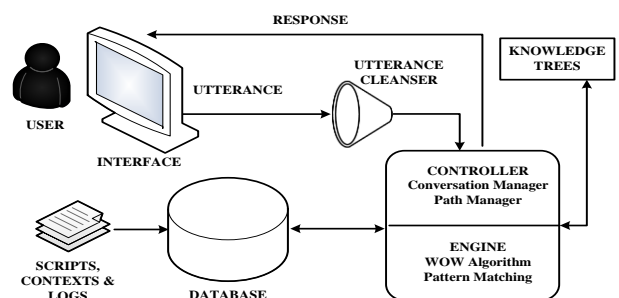 RESPONSE
KNOWLEDGE
TREES
UTTERANCE
CLEANSER
UTTERANCE
USER
INTERFACE
CONTROLLER
Conversation Manager
Path Manager
ENGINE
WOW Algorithm
Pattern Matching
SCRIPTS,
CONTEXTS &
LOGS
DATABASE